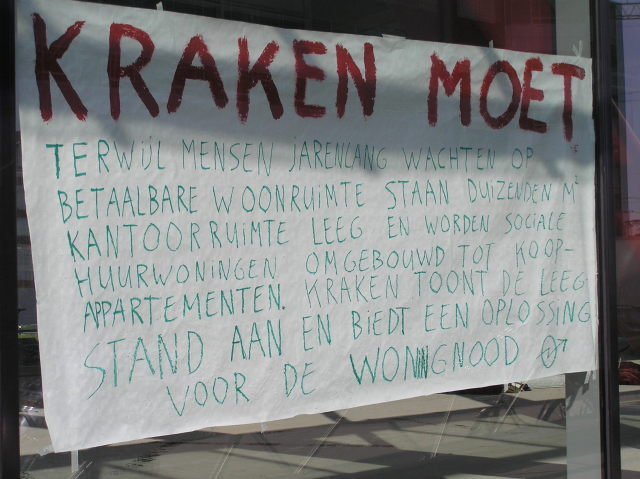 KRAKEN MOET
TERWIJL MENSEN JARENLANG WACHTEN OP
BETAALBARE WOONRUIMTE STAAN DUIZENDEN M²
KANTOORRUIMTE LEEG EN WORDEN SOCIALE
HUURWONINGEN OMGEBOUWD TOT KOOP-
APPARTEMENTEN. KRAKEN TOONT DE LEEG-
STAND AAN EN BIEDT EEN OPLOSSING
VOOR DE WONINGNOOD